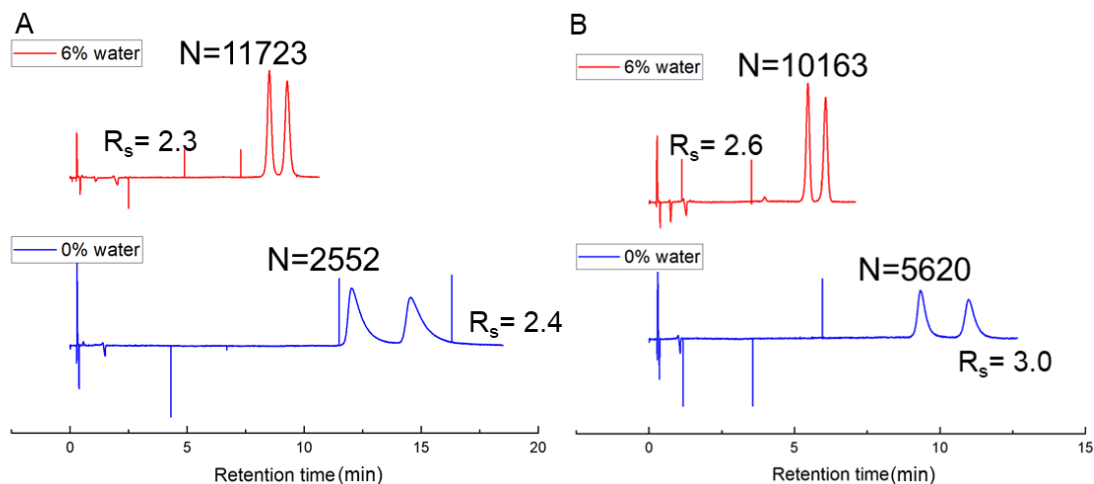 A
6% water
N=11723
Rs= 2.3
0% water
N=2552
Rs= 2.4
0 5 10 15 20
Retention time(min)
B
6% water
N=10163
Rs= 2.6
0% water
N=5620
Rs= 3.0
0 5 10 15
Retention time(min)